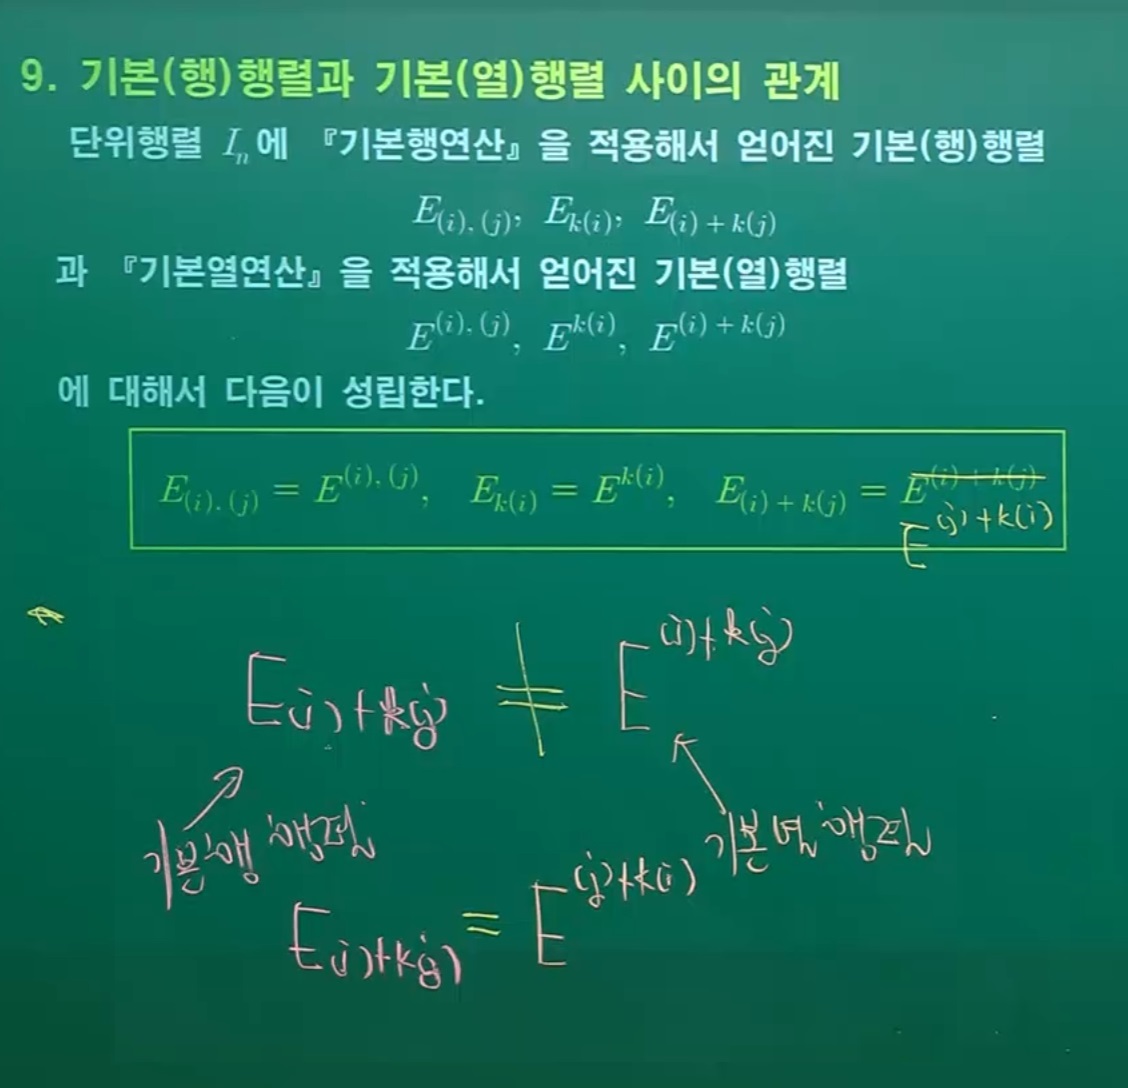 9. 기본(행)행렬과 기본(열)행렬 사이의 관계
단위행렬 Iₙ에 『기본행연산』을 적용해서 얻어진 기본(행)행렬
E_{(i),(j)}, E_{k(i)}, E_{(i)+k(j)}
과 『기본열연산』을 적용해서 얻어진 기본(열)행렬
E^{(i),(j)}, E^{k(i)}, E^{(i)+k(j)}
에 대해서 다음이 성립한다.
E_{(i),(j)} = E^{(i),(j)}, E_{k(i)} = E^{k(i)}, E_{(i)+k(j)} = E^{(i)+k(j)}
E^{(j)+k(i)}
E_{(i)+k(j)} ≠ E^{(i)+k(j)}
기본행 행렬 기본열 행렬
E_{(i)+k(j)} = E^{(j)+k(i)}